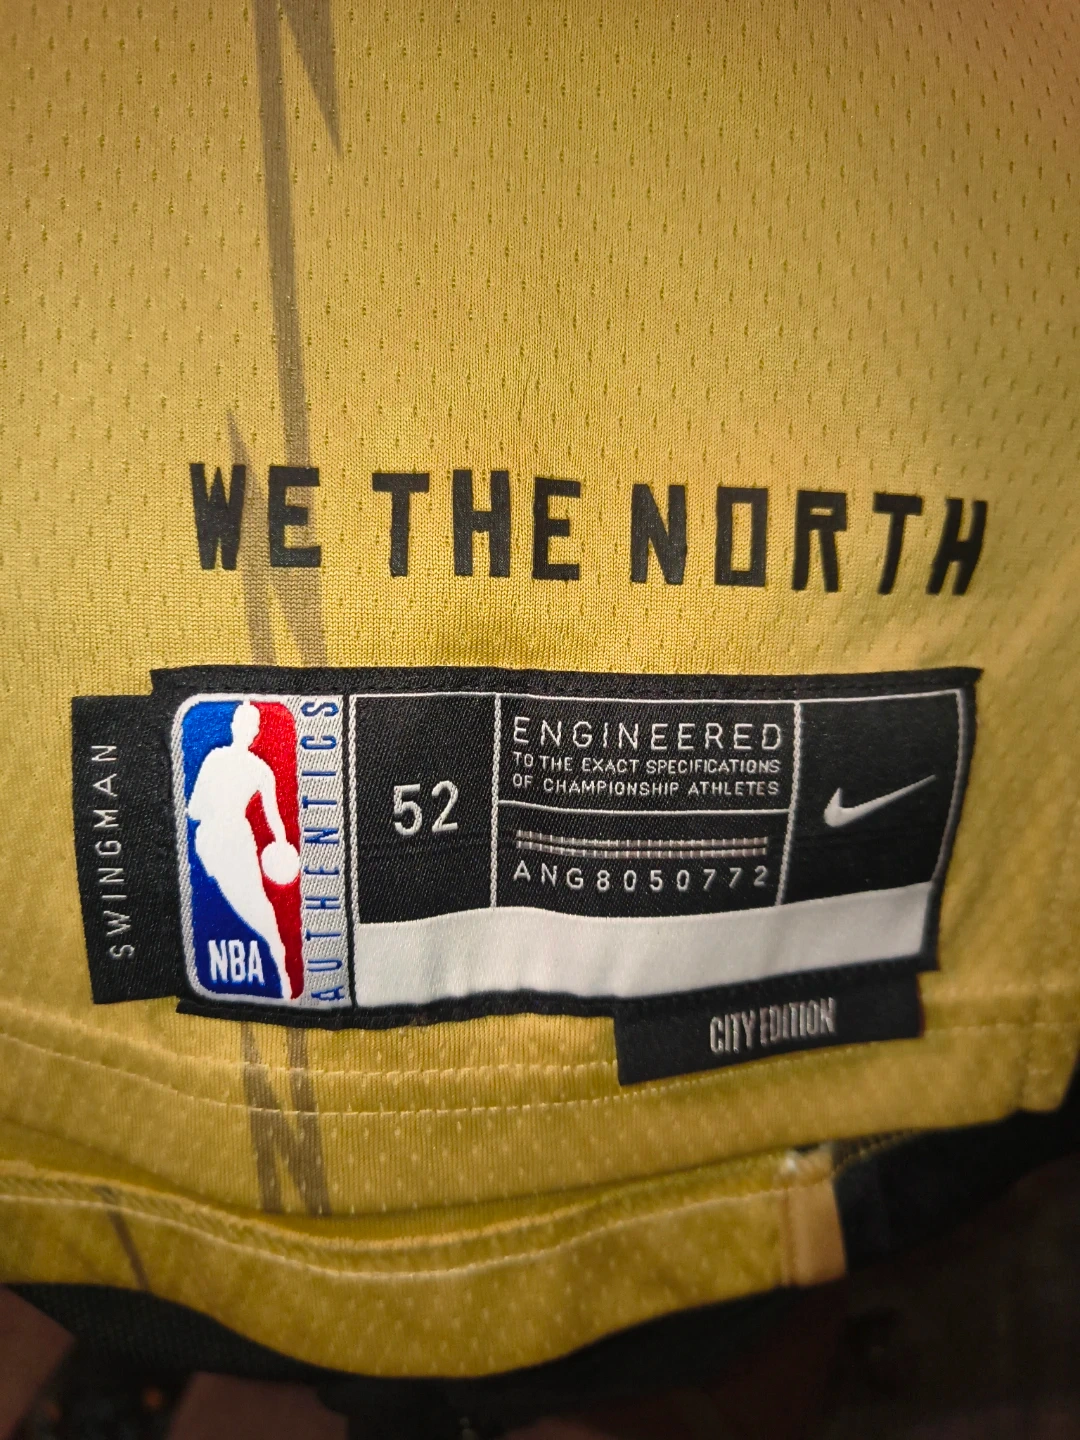 WE THE NORTH
SWINGMAN
NBA
AUTHENTICS
52
ENGINEERED
TO THE EXACT SPECIFICATIONS
OF CHAMPIONSHIP ATHLETES
ANG8050772
CITY EDITION